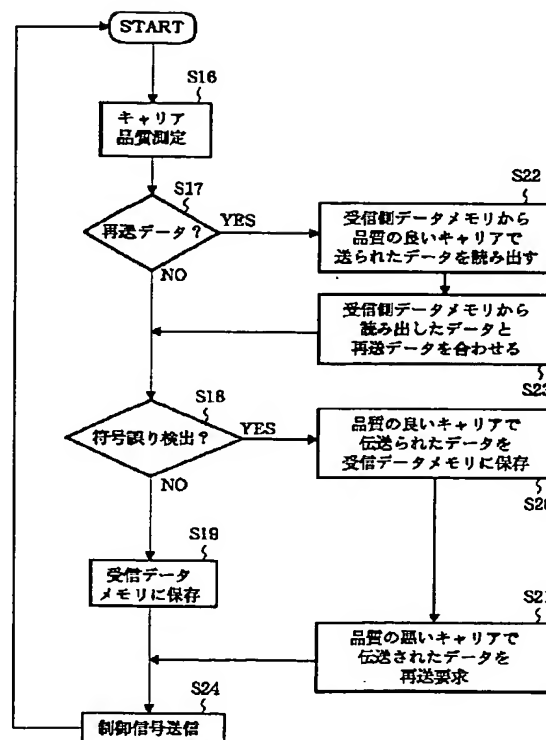 START
S16
キャリア
品質測定
S17
再送データ？
YES
NO
S22
受信側データメモリから
品質の良いキャリアで
送られたデータを読み出す
受信側データメモリから
読み出したデータと
再送データを合わせる
S23
S18
符号誤り検出？
YES
NO
品質の良いキャリアで
伝送られたデータを
受信データメモリに保存
S20
S19
受信データ
メモリに保存
S21
品質の悪いキャリアで
伝送されたデータを
再送要求
S24
制御信号送信